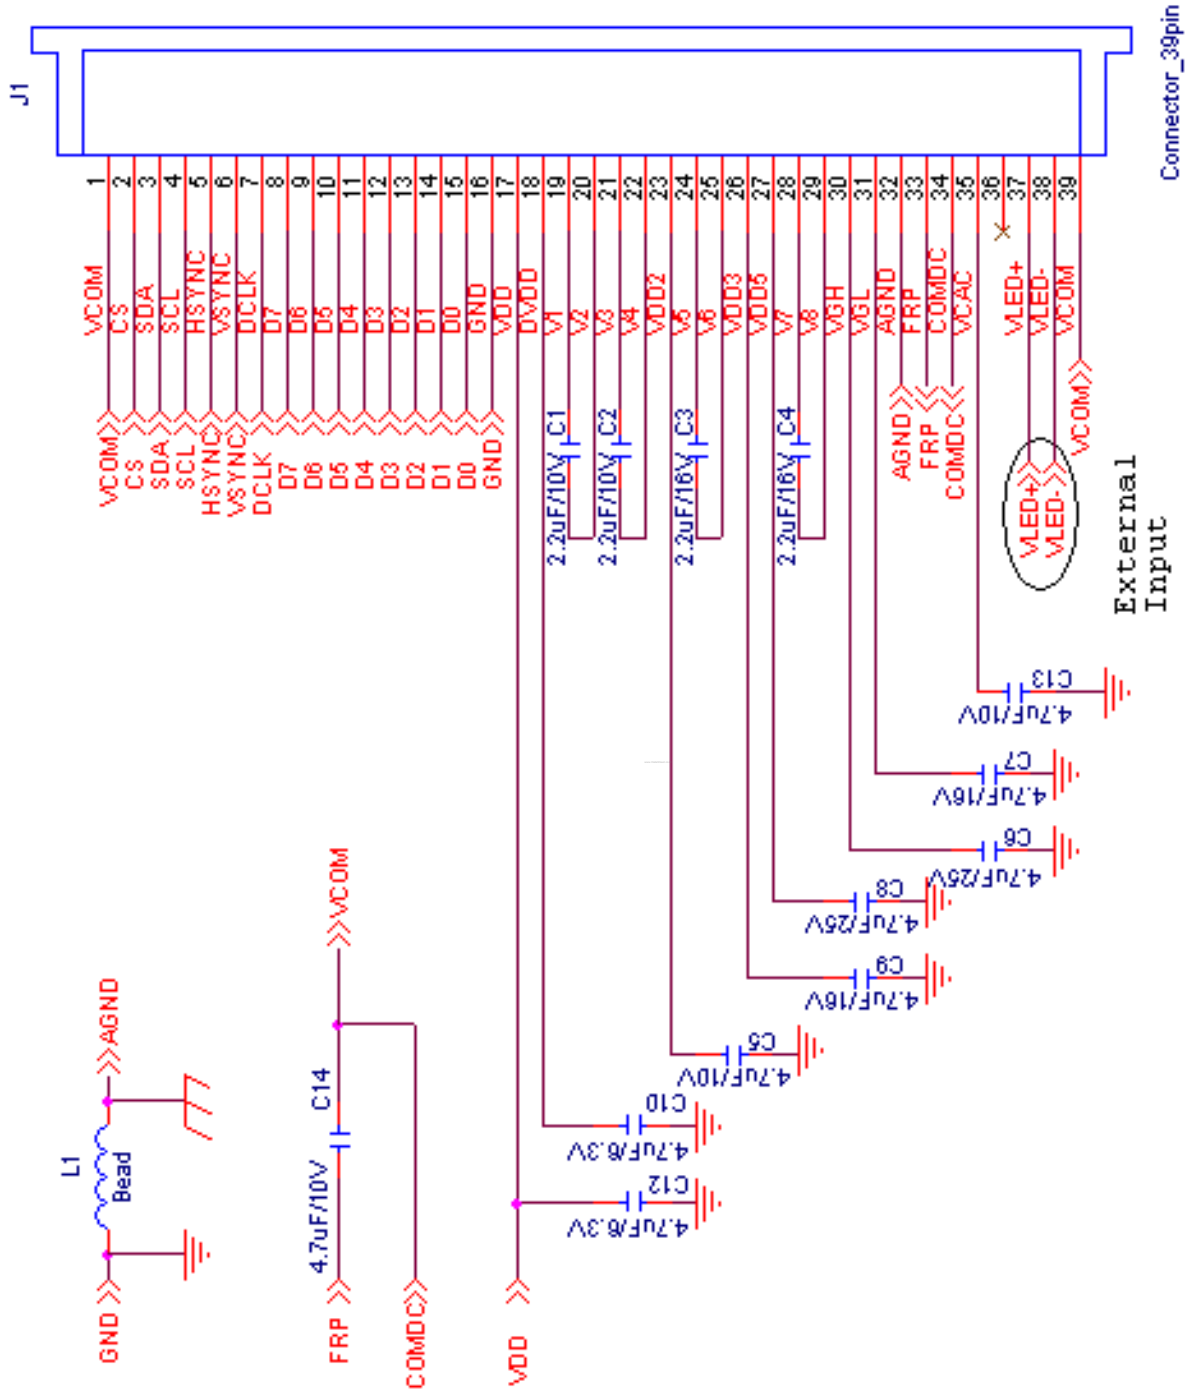 J1
Connector_39pin
1
2
3
4
5
6
7
8
9
10
11
12
13
14
15
16
17
18
19
20
21
22
23
24
25
26
27
28
29
30
31
32
33
34
35
36
37
38
39
VCOM
CS
SDA
SCL
HSYNC
VSYNC
DCLK
D7
D6
D5
D4
D3
D2
D1
D0
GND
VDD
DVDD
V1
V2
V3
V4
VDD2
V5
V6
VDD3
VDD5
V7
V8
VGH
VGL
AGND
FRP
COMDC
VCAC
VLED+
VLED-
VCOM
VCOM
CS
SDA
SCL
HSYNC
VSYNC
DCLK
D7
D6
D5
D4
D3
D2
D1
D0
GND
2.2uF/10V C1
2.2uF/10V C2
2.2uF/16V C3
2.2uF/16V C4
AGND
FRP
COMDC
VLED+
VLED-
VCOM
External
Input
C13
4.7uF/10V
C7
4.7uF/16V
C6
4.7uF/25V
C8
4.7uF/25V
C9
4.7uF/16V
C5
4.7uF/10V
C10
4.7uF/6.3V
C12
4.7uF/6.3V
AGND
L1
Bead
GND
VCOM
C14
4.7uF/10V
FRP
COMDC
VDD